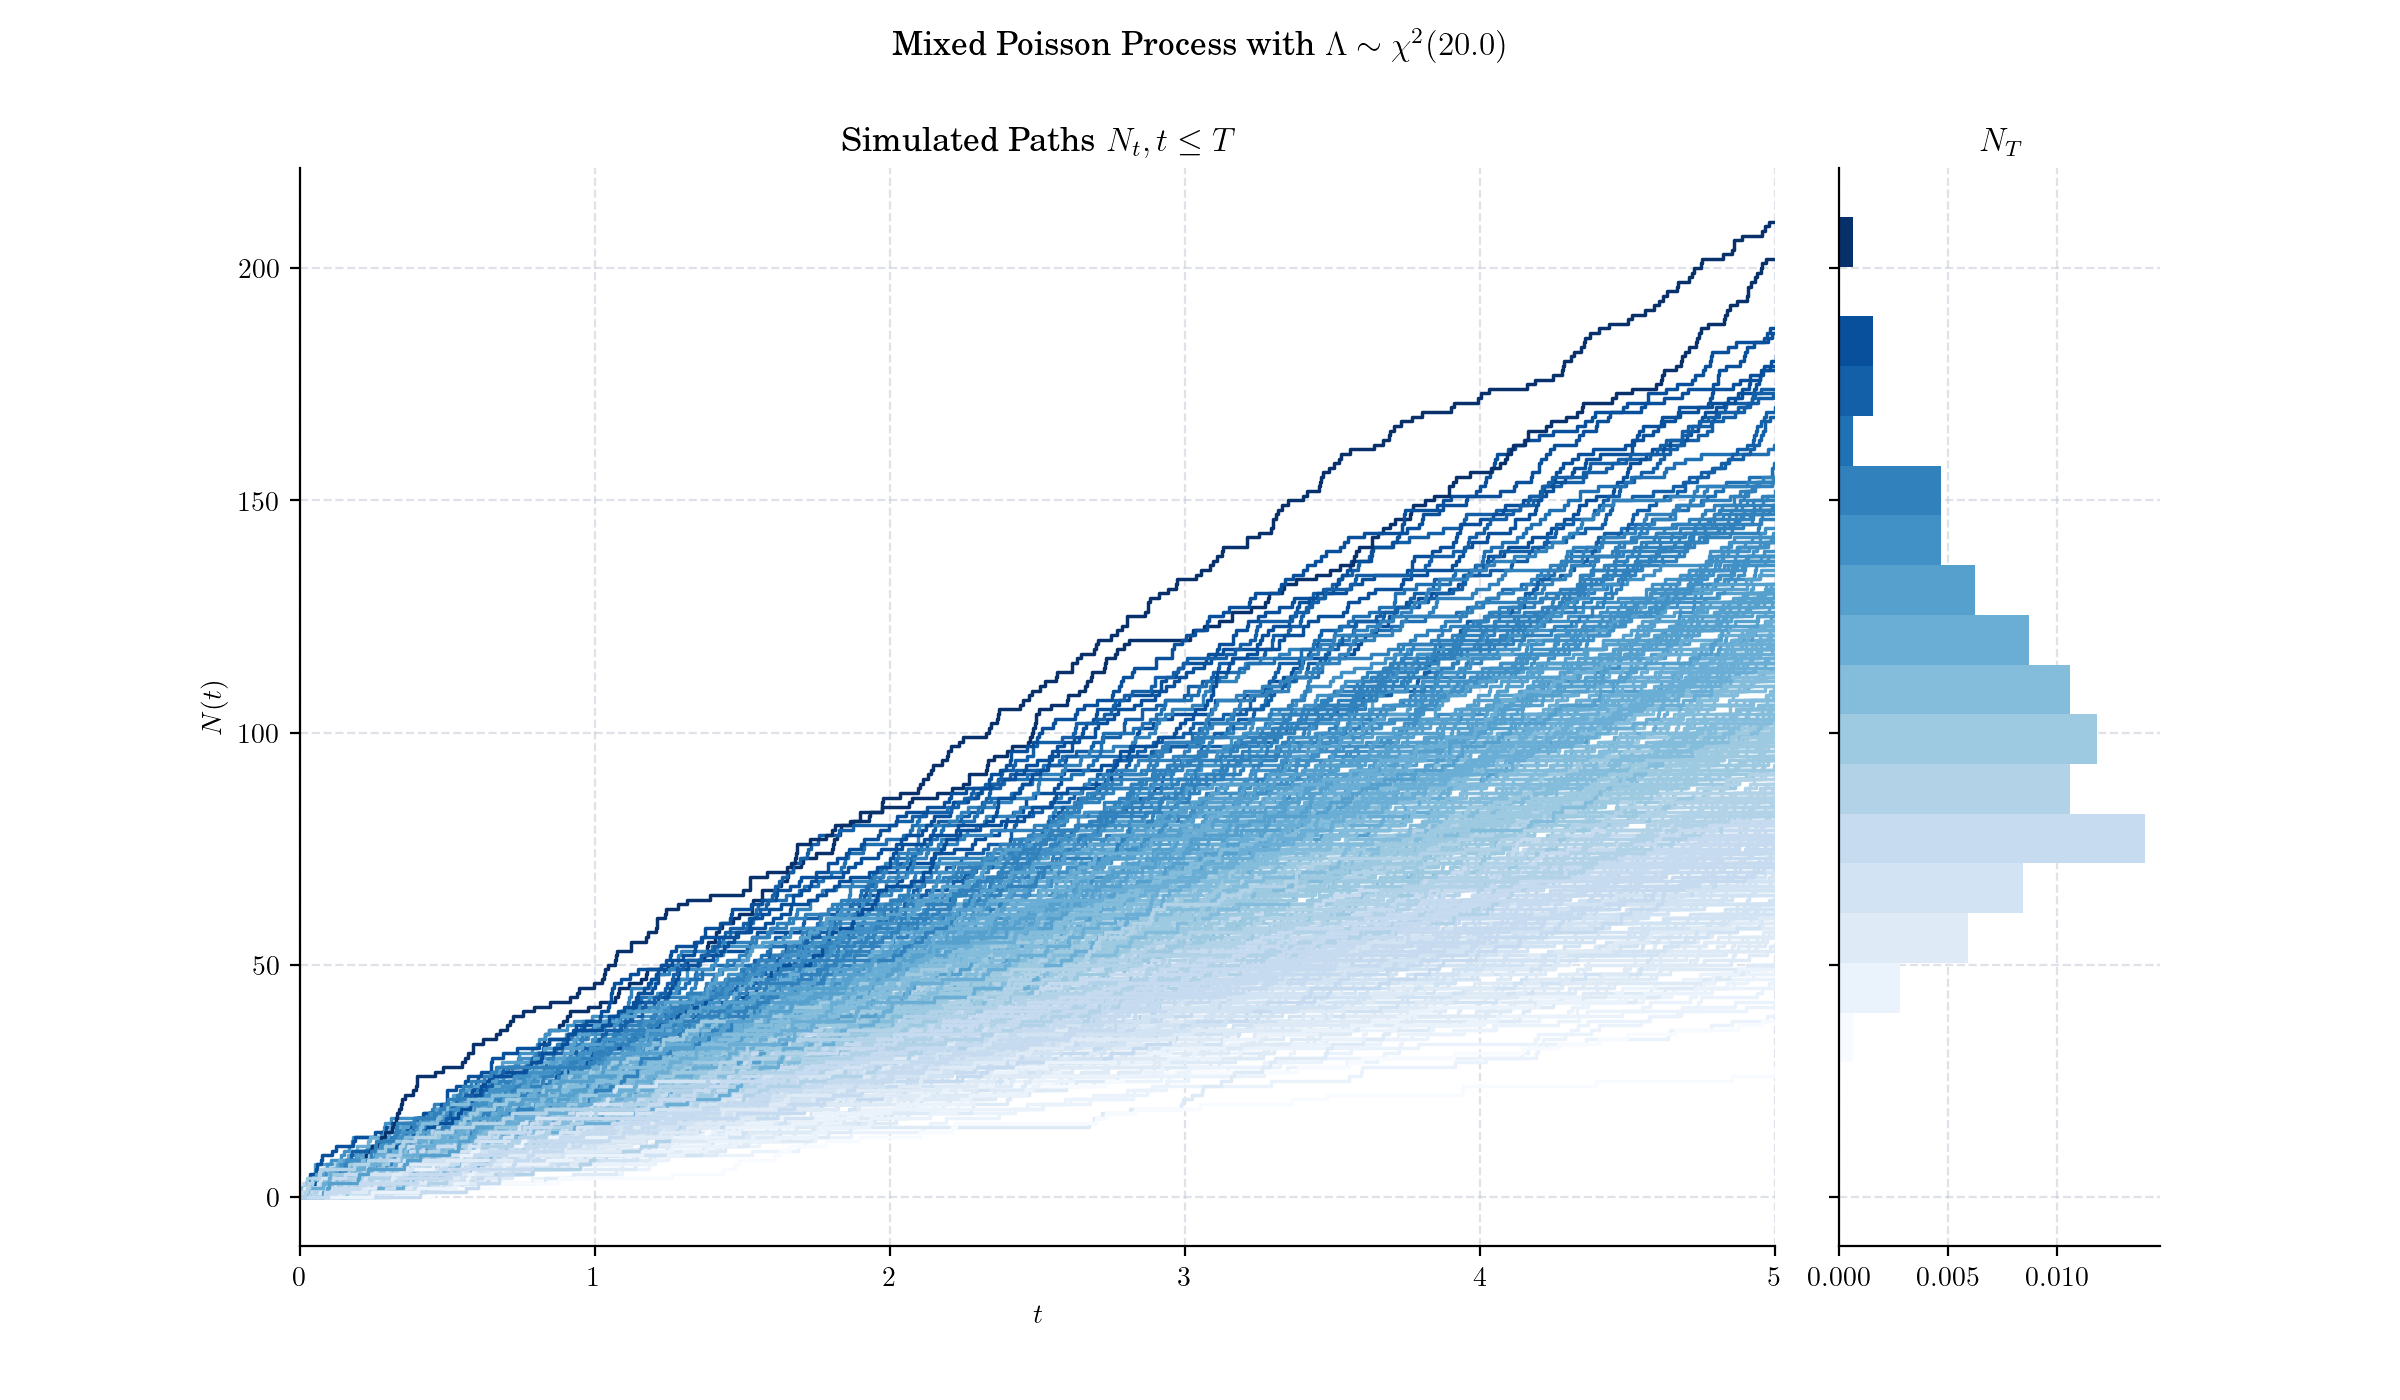 Mixed Poisson Process with Λ ∼ χ²(20.0)
Simulated Paths N_t, t ≤ T
N_T
N(t)
200
150
100
50
0
0 1 2 3 4 5
0.000 0.005 0.010
t